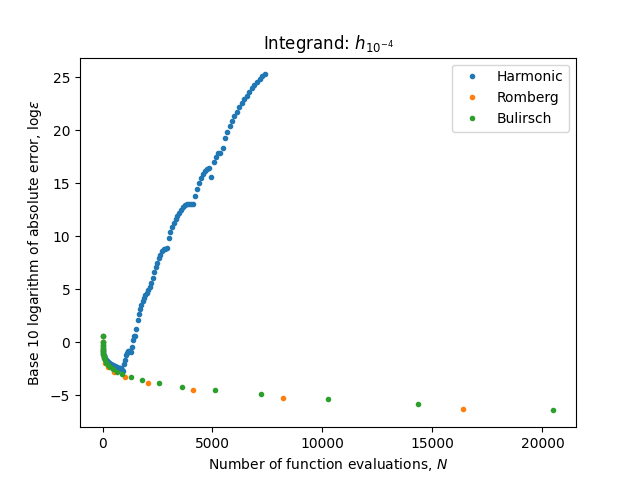 Integrand: h₁₀₋₄
Harmonic
Romberg
Bulirsch
Base 10 logarithm of absolute error, logε
25
20
15
10
5
0
−5
0
5000
10000
15000
20000
Number of function evaluations, N